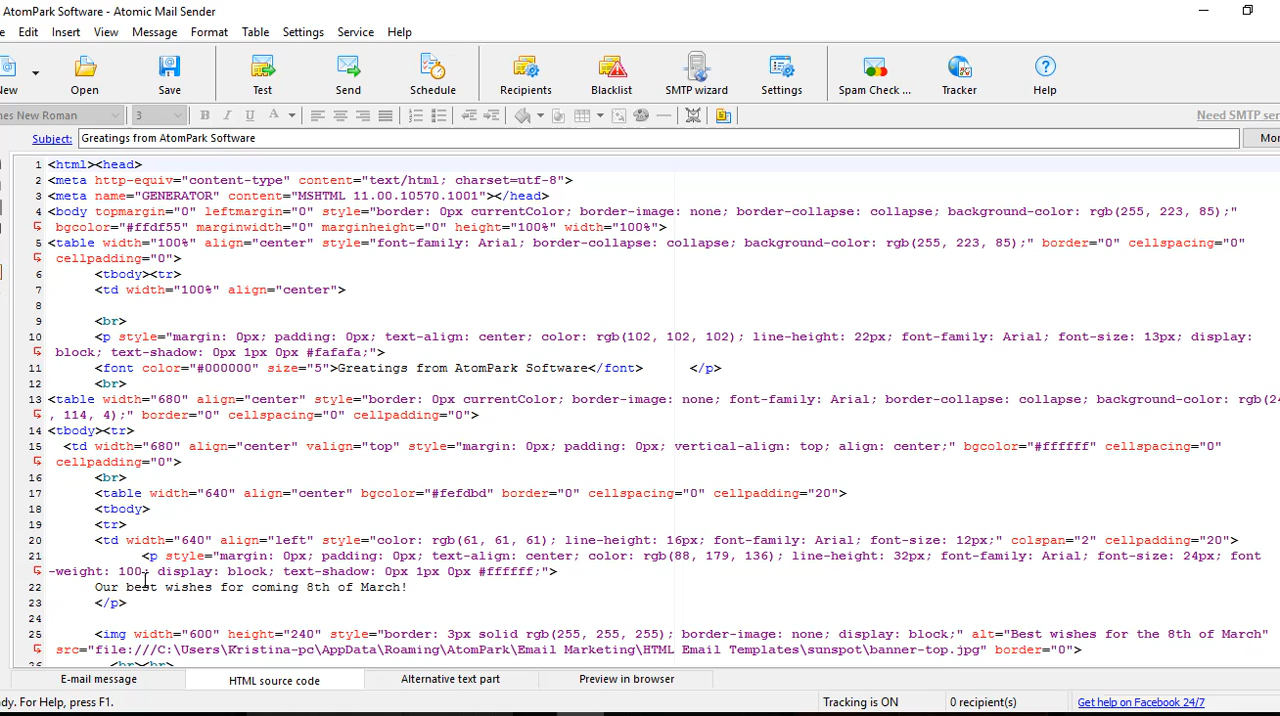 AtomPark Software - Atomic Mail Sender
Edit Insert View Message Format Table Settings Service Help
New Open Save Test Send Schedule Recipients Blacklist SMTP wizard Settings Spam Check ... Tracker Help
New Roman 3 B I U A Need SMTP
Subject: Greatings from AtomPark Software
1 <html><head>
2 <meta http-equiv="content-type" content="text/html; charset=utf-8">
3 <meta name="GENERATOR" content="MSHTML 11.00.10570.1001"></head>
4 <body topmargin="0" leftmargin="0" style="border: 0px currentColor; border-image: none; border-collapse: collapse; background-color: rgb(255, 223, 85);"
bgcolor="#ffdf55" marginwidth="0" marginheight="0" height="100%" width="100%">
5 <table width="100%" align="center" style="font-family: Arial; border-collapse: collapse; background-color: rgb(255, 223, 85);" border="0" cellspacing="0"
cellpadding="0">
6 <tbody><tr>
7 <td width="100%" align="center">
8
9 <br>
10 <p style="margin: 0px; padding: 0px; text-align: center; color: rgb(102, 102, 102); line-height: 22px; font-family: Arial; font-size: 13px; display:
block; text-shadow: 0px 1px 0px #fafafa;">
11 <font color="#000000" size="5">Greatings from AtomPark Software</font> </p>
12 <br>
13 <table width="680" align="center" style="border: 0px currentColor; border-image: none; font-family: Arial; border-collapse: collapse; background-color:
, 114, 4);" border="0" cellspacing="0" cellpadding="0">
14 <tbody><tr>
15 <td width="680" align="center" valign="top" style="margin: 0px; padding: 0px; vertical-align: top; align: center;" bgcolor="#ffffff" cellspacing="0"
cellpadding="0">
16 <br>
17 <table width="640" align="center" bgcolor="#fefdbd" border="0" cellspacing="0" cellpadding="20">
18 <tbody>
19 <tr>
20 <td width="640" align="left" style="color: rgb(61, 61, 61); line-height: 16px; font-family: Arial; font-size: 12px;" colspan="2" cellpadding="20">
21 <p style="margin: 0px; padding: 0px; text-align: center; color: rgb(88, 179, 136); line-height: 32px; font-family: Arial; font-size: 24px; font
-weight: 100; display: block; text-shadow: 0px 1px 0px #ffffff;">
22 Our best wishes for coming 8th of March!
23 </p>
24
25 <img width="600" height="240" style="border: 3px solid rgb(255, 255, 255); border-image: none; display: block;" alt="Best wishes for the 8th of March"
src="file:///C:\Users\Kristina-pc\AppData\Roaming\AtomPark\Email Marketing\HTML Email Templates\sunspot\banner-top.jpg" border="0">
<br><br>
E-mail message HTML source code Alternative text part Preview in browser
For Help, press F1. Tracking is ON 0 recipient(s) Get help on Facebook 24/7